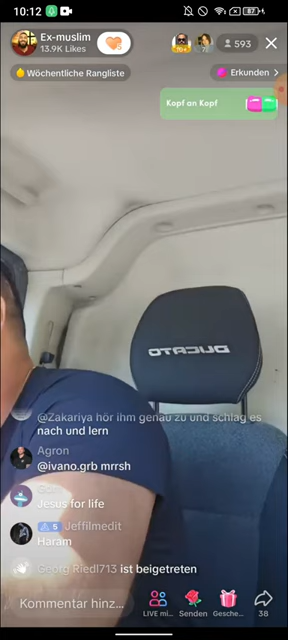 10:12
87
Ex-muslim
13.9K Likes
593
Wöchentliche Rangliste
Erkunden
Kopf an Kopf
DUCATO
@Zakariya hör ihm genau zu und schlag es
nach und lern
Agron
@ivano.grb mrrsh
Jesus for life
5 Jeffilmedit
Haram
Georg Riedl713 ist beigetreten
Kommentar hinz...
LIVE mi...
Senden
Gesche...
38